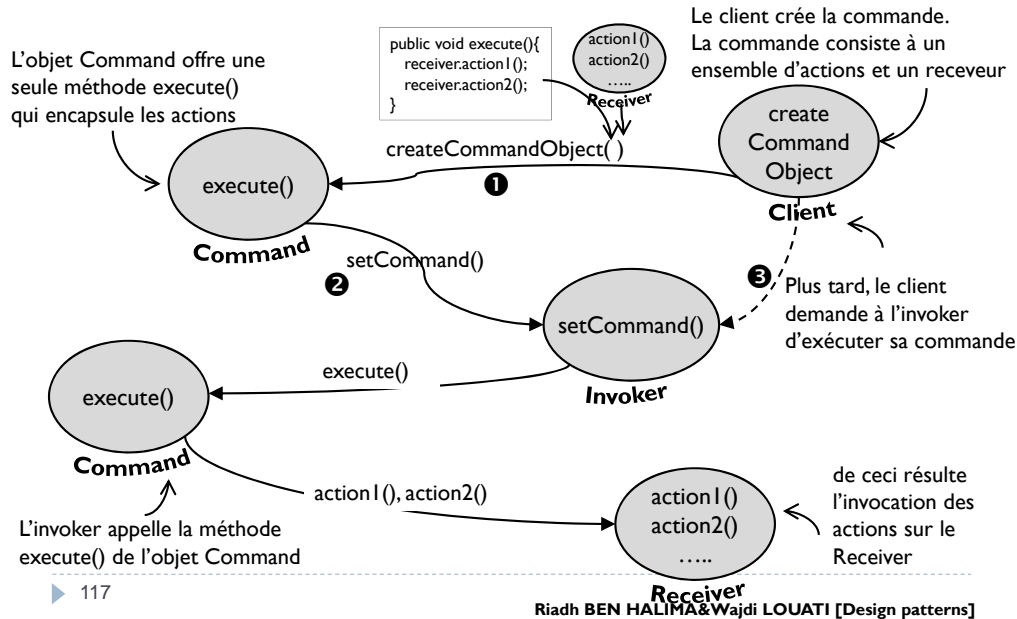 Le client crée la commande.
La commande consiste à un
ensemble d'actions et un receveur
public void execute(){
receiver.action1();
receiver.action2();
}
action1()
action2()
…..
Receiver
L'objet Command offre une
seule méthode execute()
qui encapsule les actions
create
Command
Object
Client
createCommandObject( )
❶
execute()
Command
setCommand()
❷
❸
Plus tard, le client
demande à l'invoker
d'exécuter sa commande
setCommand()
Invoker
execute()
execute()
Command
action1(), action2()
action1()
action2()
…..
Receiver
de ceci résulte
l'invocation des
actions sur le
Receiver
L'invoker appelle la méthode
execute() de l'objet Command
117
Riadh BEN HALIMA&Wajdi LOUATI [Design patterns]